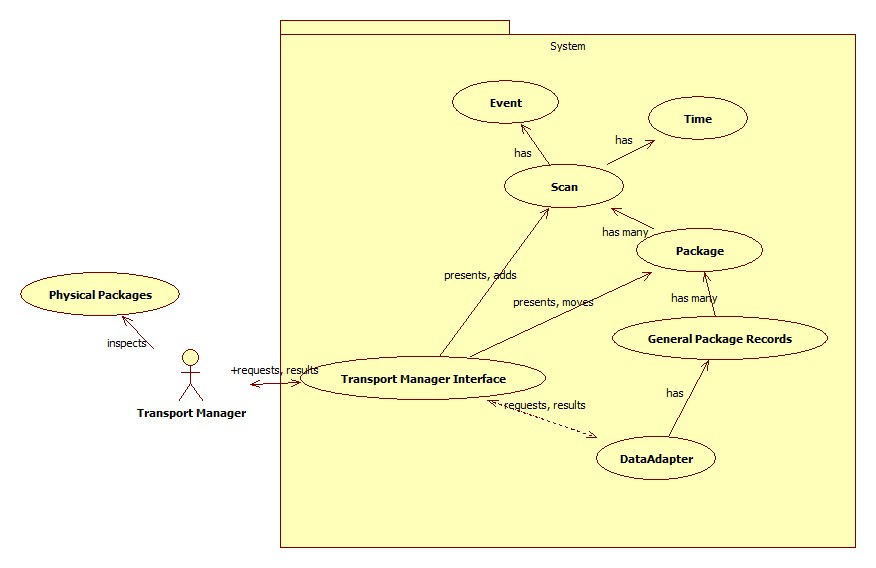 System
Event
Time
has
has
Scan
has many
Package
presents, adds
Physical Packages
presents, moves
has many
inspects
General Package Records
+requests, results
Transport Manager Interface
has
requests, results
Transport Manager
DataAdapter